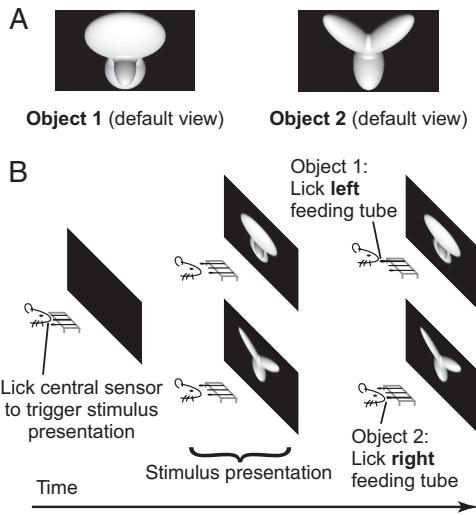 A
Object 1 (default view)
Object 2 (default view)
B
Object 1:
Lick left
feeding tube
Lick central sensor
to trigger stimulus
presentation
Stimulus presentation
Object 2:
Lick right
feeding tube
Time